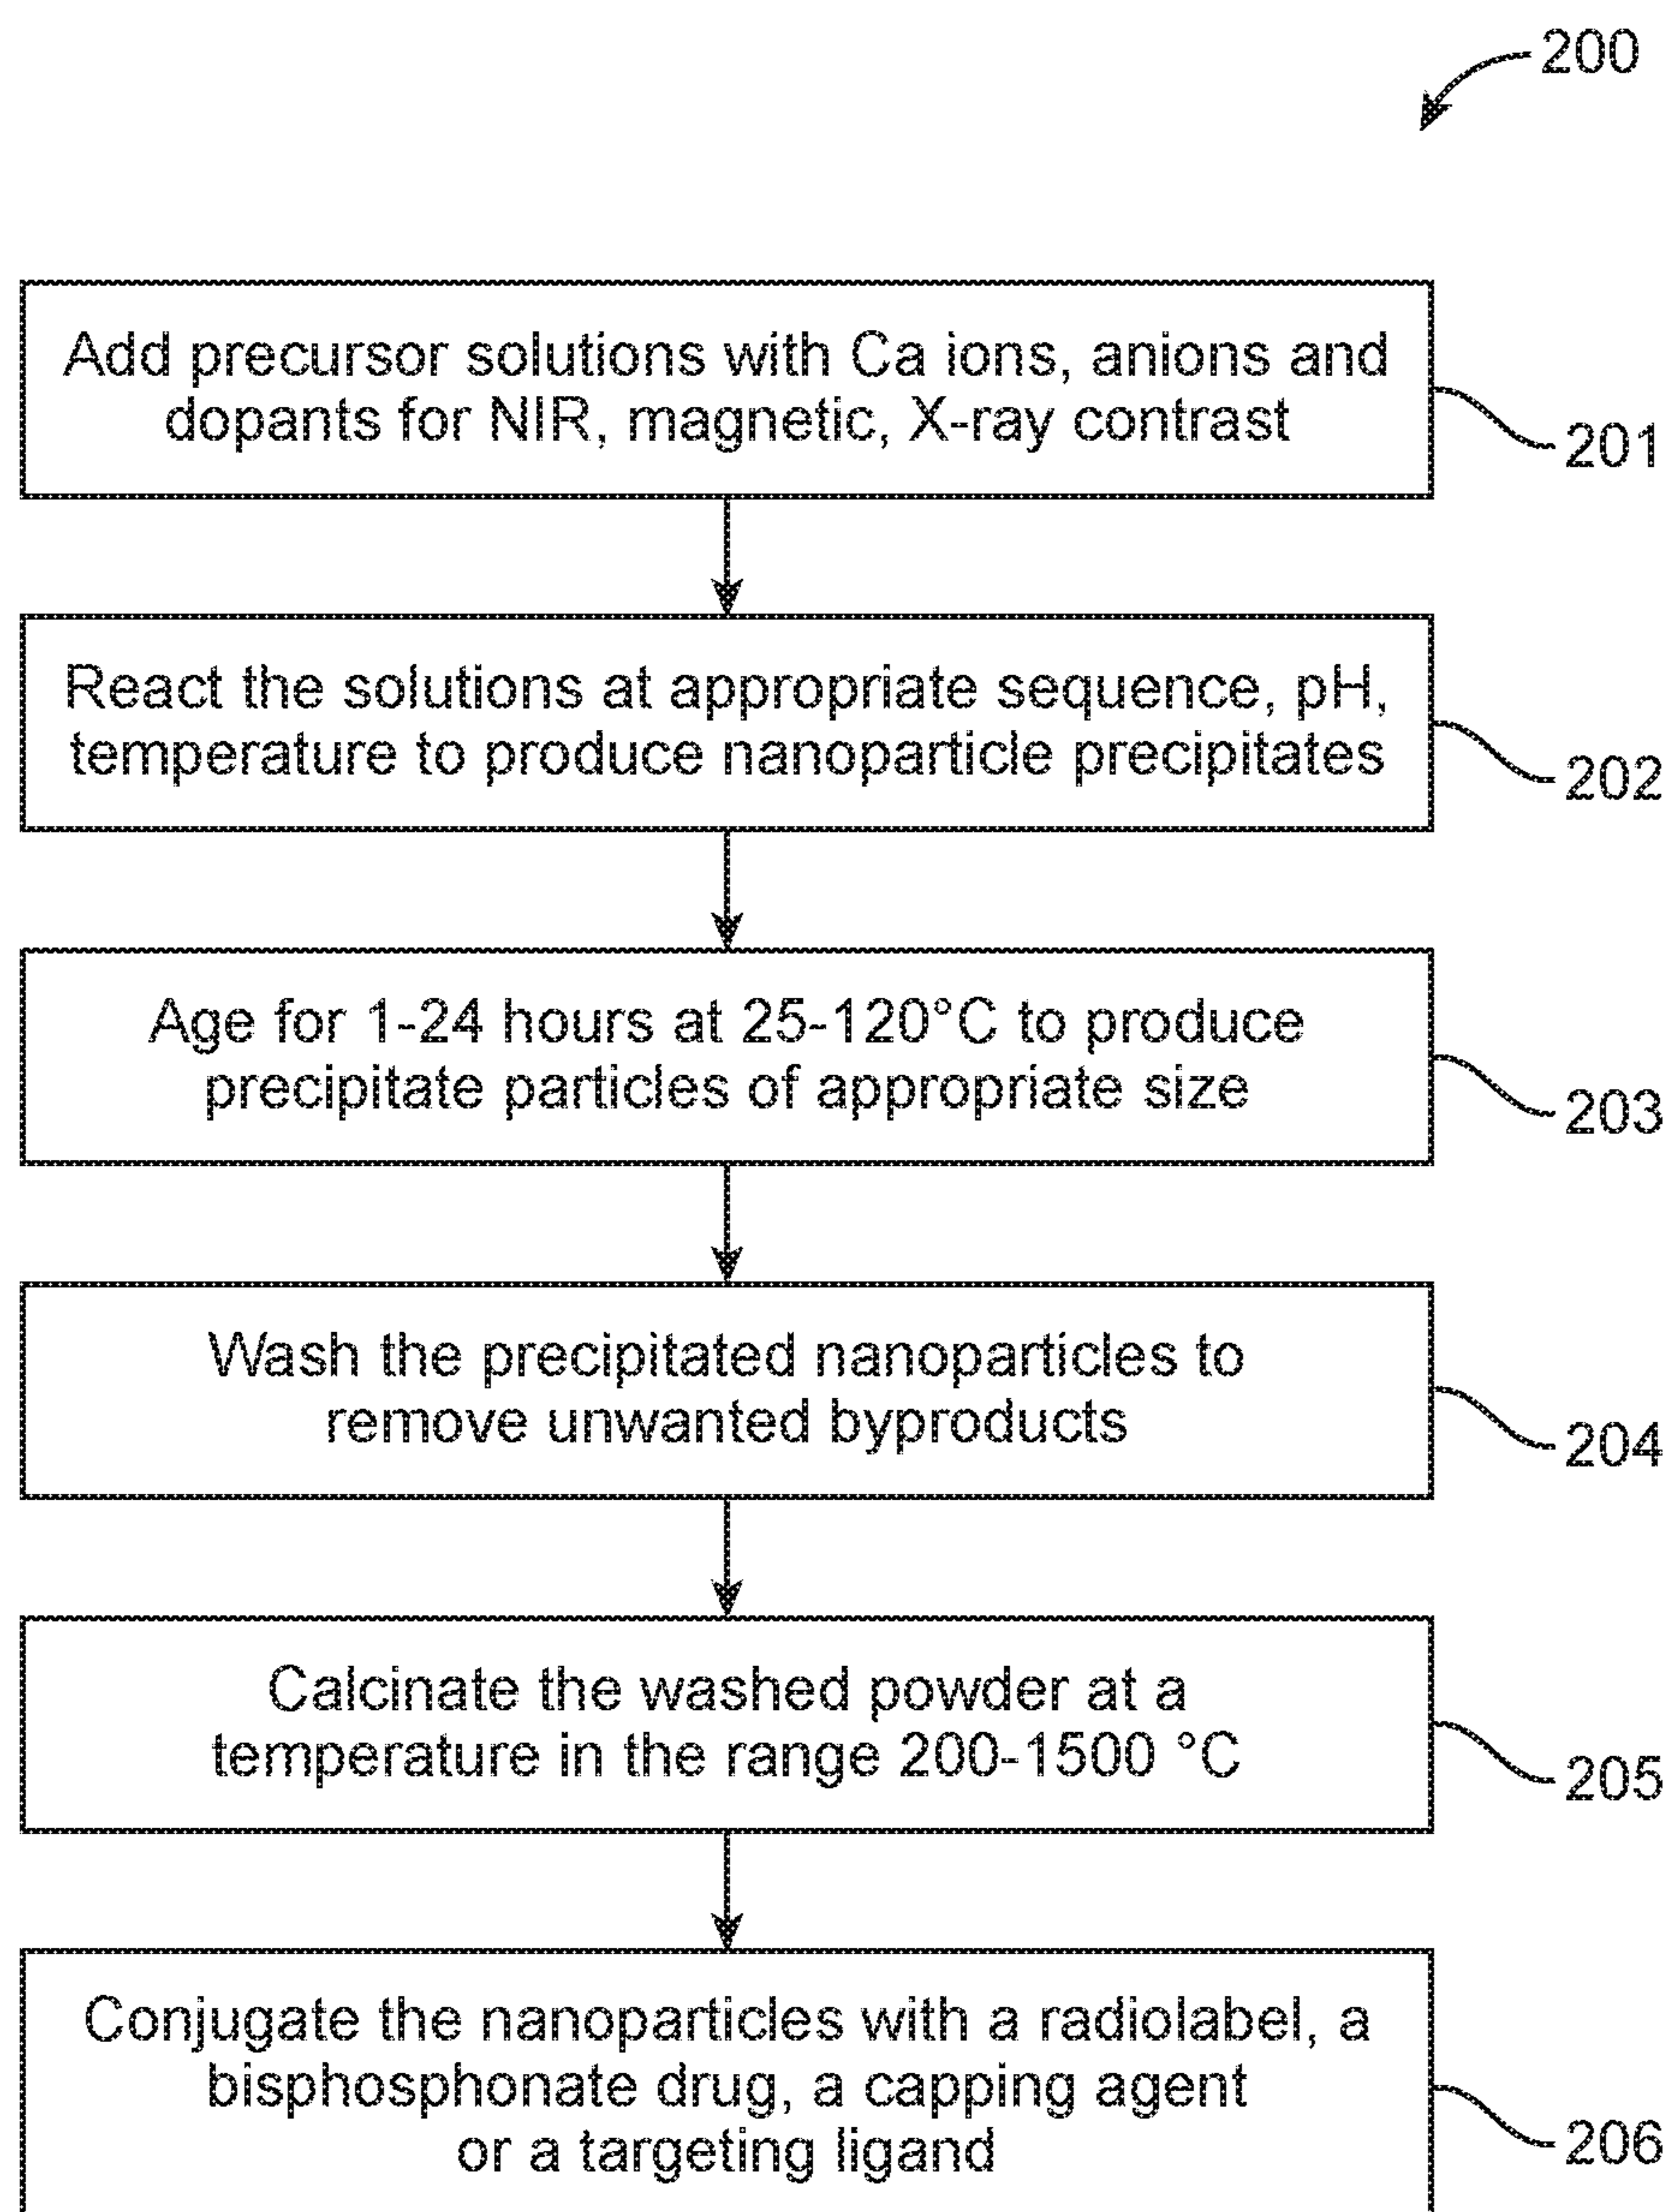 200
Add precursor solutions with Ca ions, anions and
dopants for NIR, magnetic, X-ray contrast
201
React the solutions at appropriate sequence, pH,
temperature to produce nanoparticle precipitates
202
Age for 1-24 hours at 25-120°C to produce
precipitate particles of appropriate size
203
Wash the precipitated nanoparticles to
remove unwanted byproducts
204
Calcinate the washed powder at a
temperature in the range 200-1500 °C
205
Conjugate the nanoparticles with a radiolabel, a
bisphosphonate drug, a capping agent
or a targeting ligand
206